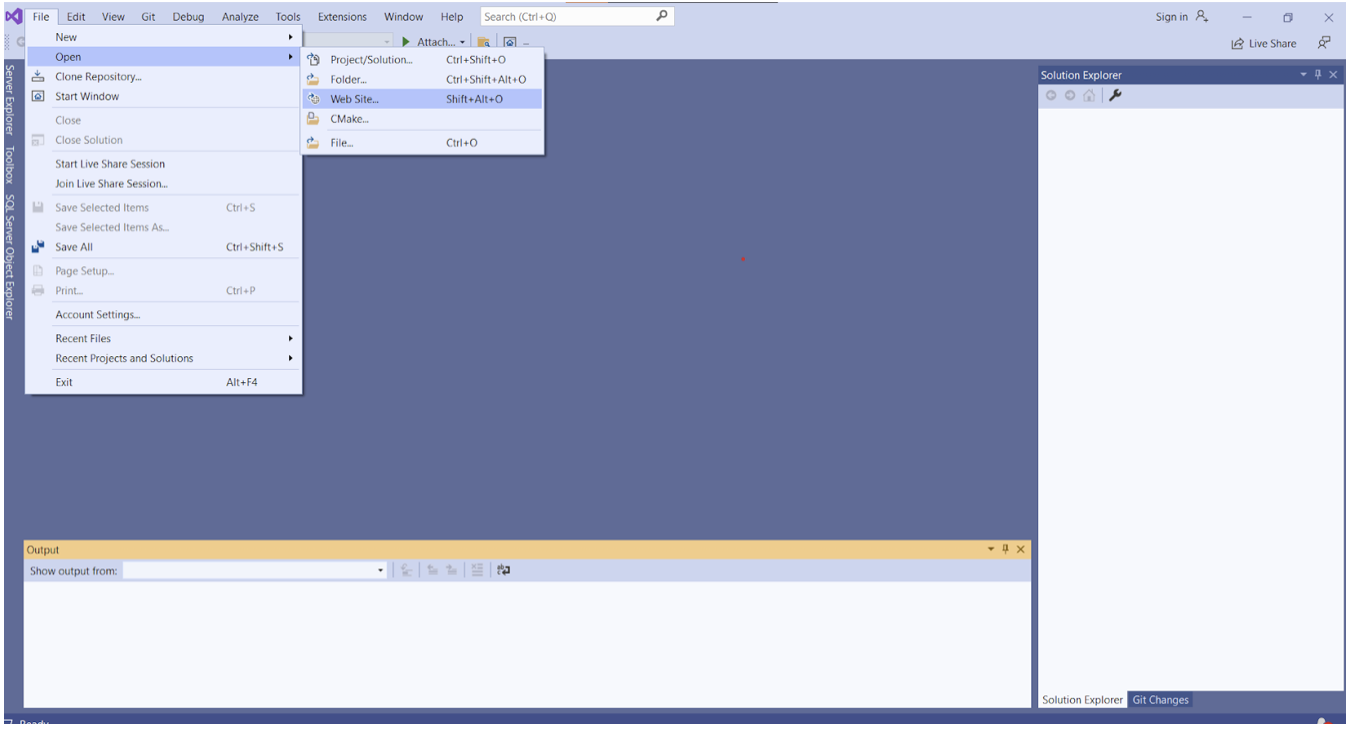 File Edit View Git Debug Analyze Tools Extensions Window Help Search (Ctrl+Q) Sign in
Attach... Live Share
New
Open
Clone Repository...
Start Window
Close
Close Solution
Start Live Share Session
Join Live Share Session...
Save Selected Items Ctrl+S
Save Selected Items As...
Save All Ctrl+Shift+S
Page Setup...
Print... Ctrl+P
Account Settings...
Recent Files
Recent Projects and Solutions
Exit Alt+F4
Project/Solution... Ctrl+Shift+O
Folder... Ctrl+Shift+Alt+O
Web Site... Shift+Alt+O
CMake...
File... Ctrl+O
Server Explorer
Toolbox
SQL Server Object Explorer
Solution Explorer
Output
Show output from:
Solution Explorer Git Changes
Ready